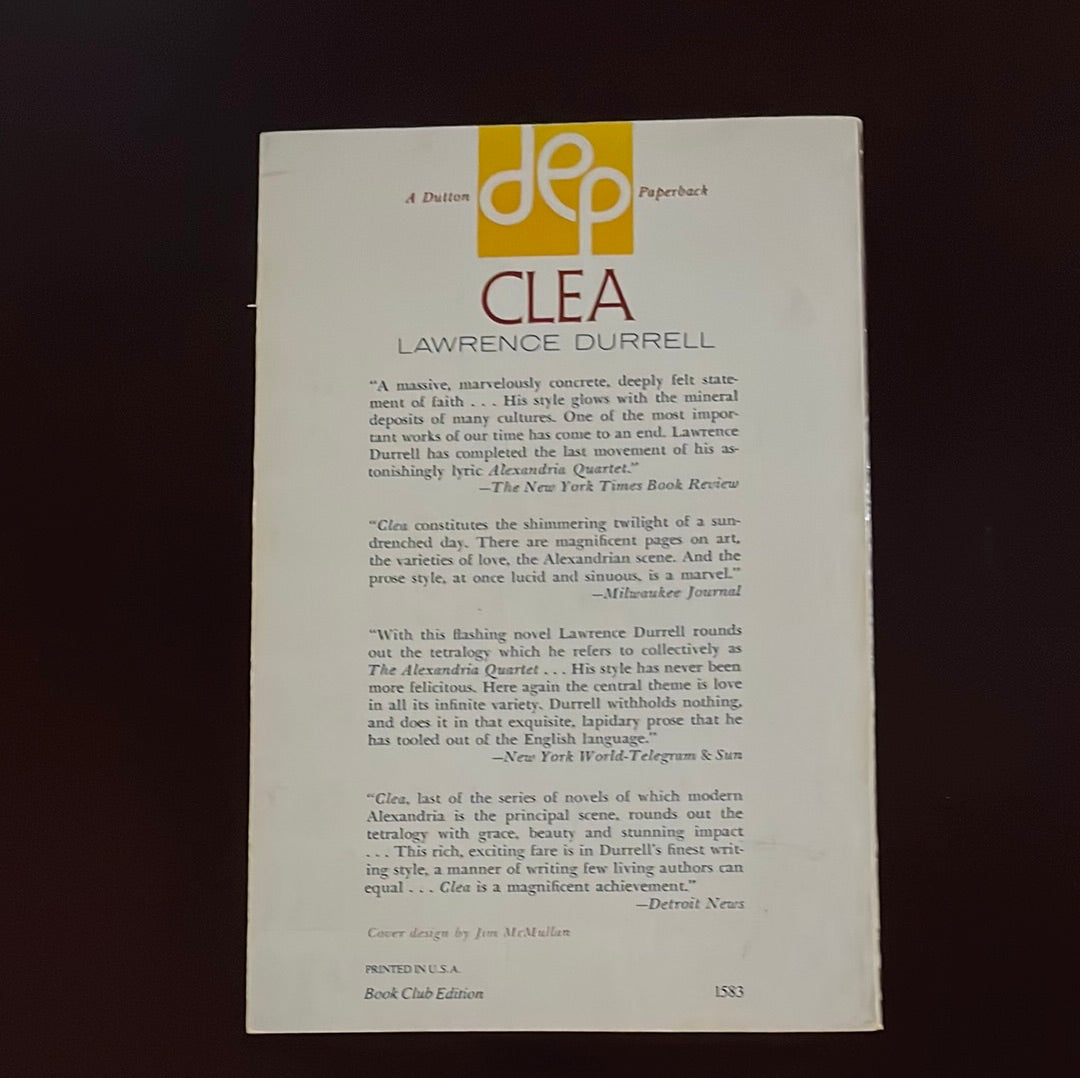 A Dutton dep Paperback
CLEA
LAWRENCE DURRELL
“A massive, marvelously concrete, deeply felt state-
ment of faith . . . His style glows with the mineral
deposits of many cultures. One of the most impor-
tant works of our time has come to an end. Lawrence
Durrell has completed the last movement of his as-
tonishingly lyric Alexandria Quartet.”
—The New York Times Book Review
“Clea constitutes the shimmering twilight of a sun-
drenched day. There are magnificent pages on art,
the varieties of love, the Alexandrian scene. And the
prose style, at once lucid and sinuous, is a marvel.”
—Milwaukee Journal
“With this flashing novel Lawrence Durrell rounds
out the tetralogy which he refers to collectively as
The Alexandria Quartet . . . His style has never been
more felicitous. Here again the central theme is love
in all its infinite variety. Durrell withholds nothing,
and does it in that exquisite, lapidary prose that he
has tooled out of the English language.”
—New York World-Telegram & Sun
“Clea, last of the series of novels of which modern
Alexandria is the principal scene, rounds out the
tetralogy with grace, beauty and stunning impact
. . . This rich, exciting fare is in Durrell's finest writ-
ing style, a manner of writing few living authors can
equal . . . Clea is a magnificent achievement.”
—Detroit News
Cover design by Jim McMullan
PRINTED IN U.S.A.
Book Club Edition 1583